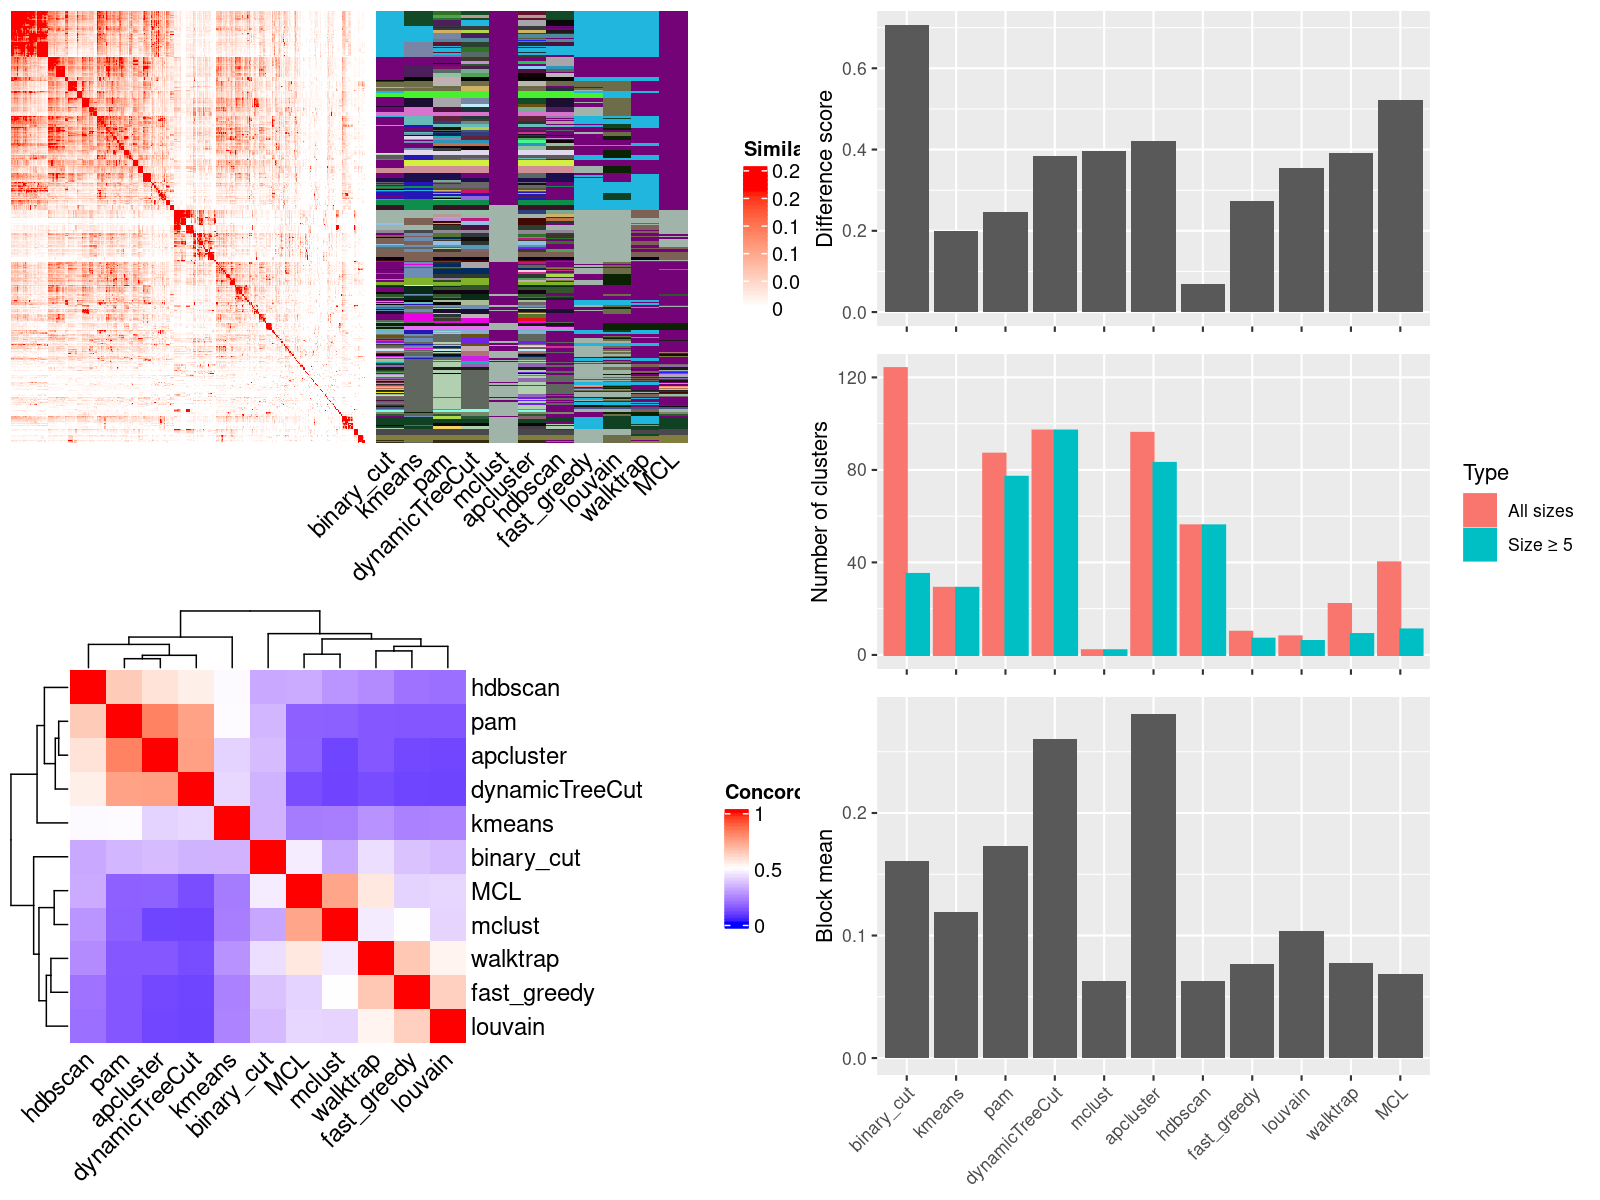 Simila
0.2
0.2
0.1
0.1
0.0
0
binary_cut
kmeans
pam
dynamicTreeCut
mclust
apcluster
hdbscan
fast_greedy
louvain
walktrap
MCL
hdbscan
pam
apcluster
dynamicTreeCut
kmeans
binary_cut
MCL
mclust
walktrap
fast_greedy
louvain
hdbscan
pam
apcluster
dynamicTreeCut
kmeans
binary_cut
MCL
mclust
walktrap
fast_greedy
louvain
Concord
1
0.5
0
Difference score
0.6
0.4
0.2
0.0
Number of clusters
120
80
40
0
Type
All sizes
Size ≥ 5
Block mean
0.2
0.1
0.0
binary_cut
kmeans
pam
dynamicTreeCut
mclust
apcluster
hdbscan
fast_greedy
louvain
walktrap
MCL